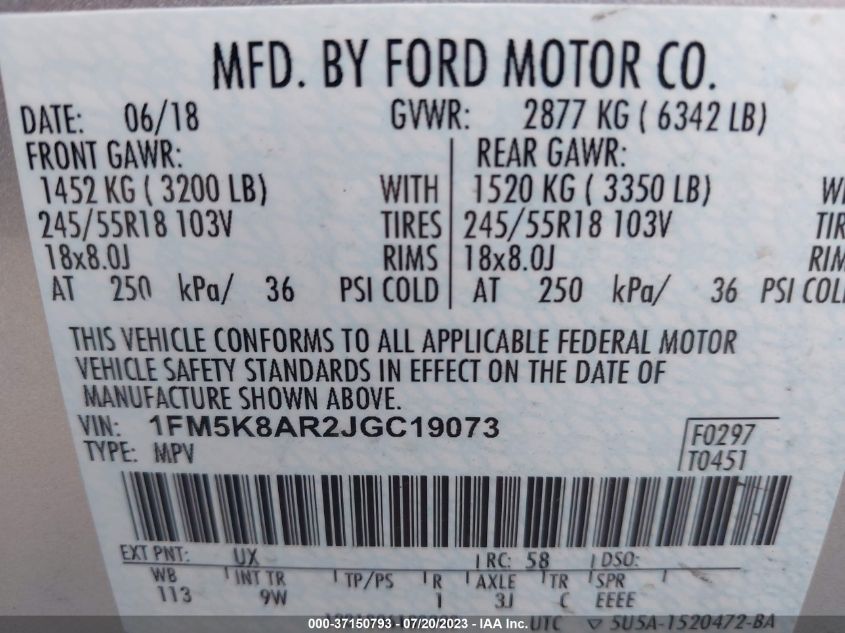 MFD. BY FORD MOTOR CO.
DATE: 06/18 GVWR: 2877 KG ( 6342 LB)
FRONT GAWR: REAR GAWR:
1452 KG ( 3200 LB) WITH 1520 KG ( 3350 LB)
245/55R18 103V TIRES 245/55R18 103V
18x8.0J RIMS 18x8.0J
AT 250 kPa/ 36 PSI COLD AT 250 kPa/ 36 PSI
THIS VEHICLE CONFORMS TO ALL APPLICABLE FEDERAL MOTOR
VEHICLE SAFETY STANDARDS IN EFFECT ON THE DATE OF
MANUFACTURE SHOWN ABOVE.
VIN: 1FM5K8AR2JGC19073 F0297
TYPE: MPV T0451
EXT PNT: UX RC: 58 DSO:
WB INT TR TP/PS R AXLE TR SPR
113 9W 1 3J C EEEE
UTC ▽ 5U5A-1520472-BA
000-37150793 - 07/20/2023 - IAA Inc.